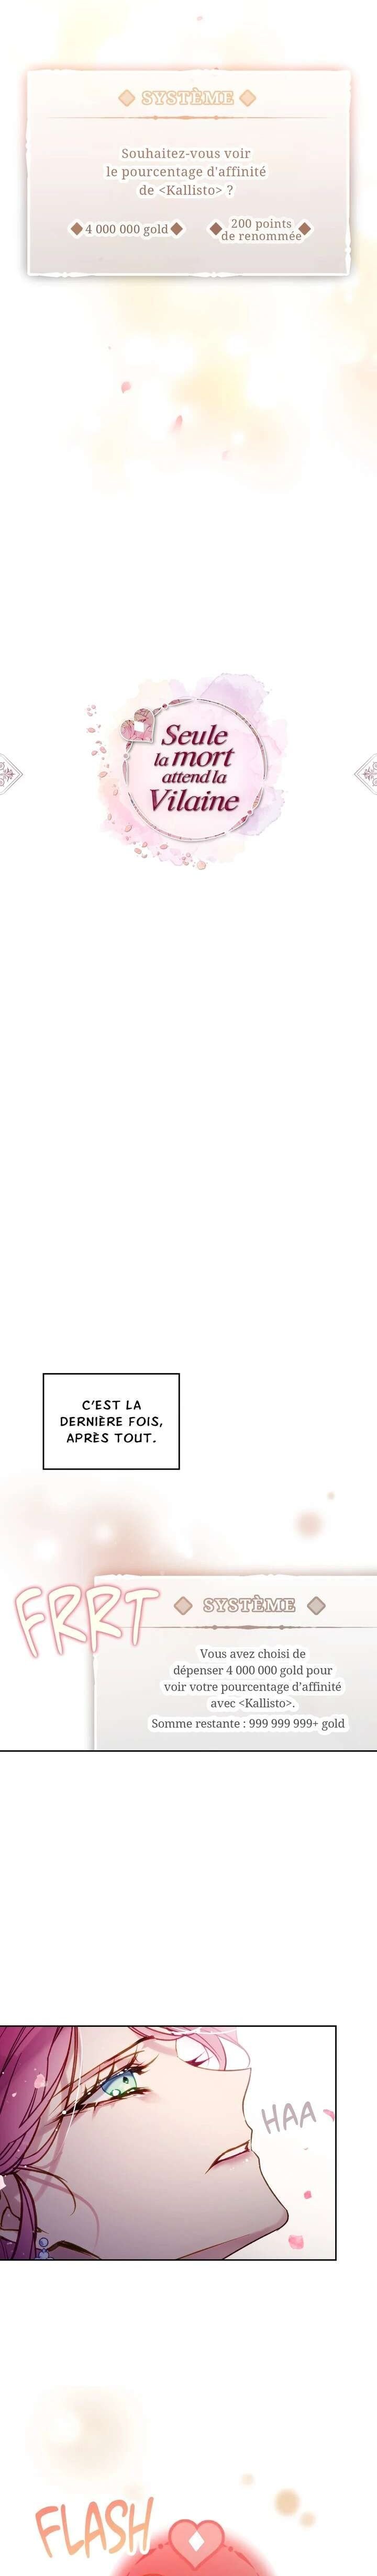 SYSTÈME
Souhaitez-vous voir
le pourcentage d'affinité
de <Kallisto> ?
4 000 000 gold
200 points
de renommée
Seule
la mort
attend la
Vilaine
C'EST LA
DERNIÈRE FOIS,
APRÈS TOUT.
FRRT
SYSTÈME
Vous avez choisi de
dépenser 4 000 000 gold pour
voir votre pourcentage d'affinité
avec <Kallisto>.
Somme restante : 999 999 999+ gold
HAA
FLASH